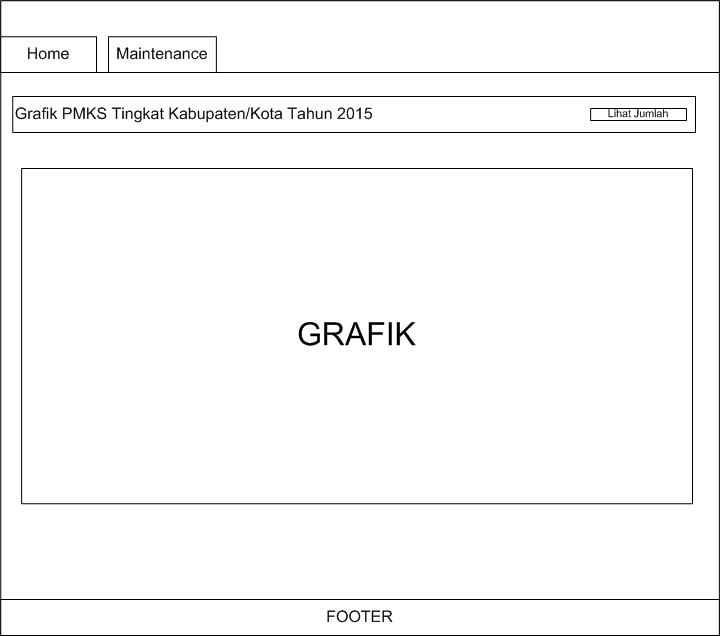 Home
Maintenance
Grafik PMKS Tingkat Kabupaten/Kota Tahun 2015
Lihat Jumlah
GRAFIK
FOOTER